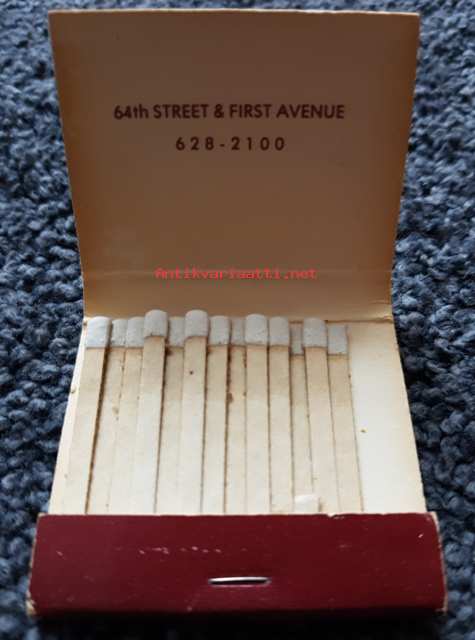 64th STREET & FIRST AVENUE
628-2100
Antikvariaatti.net